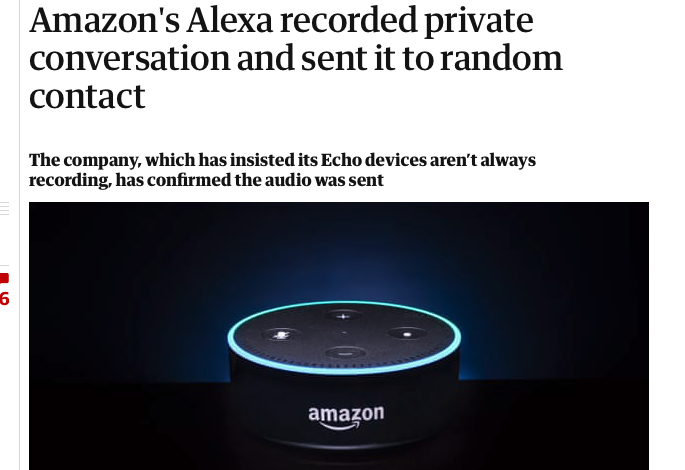 Amazon's Alexa recorded private
conversation and sent it to random
contact
The company, which has insisted its Echo devices aren’t always
recording, has confirmed the audio was sent
6
amazon